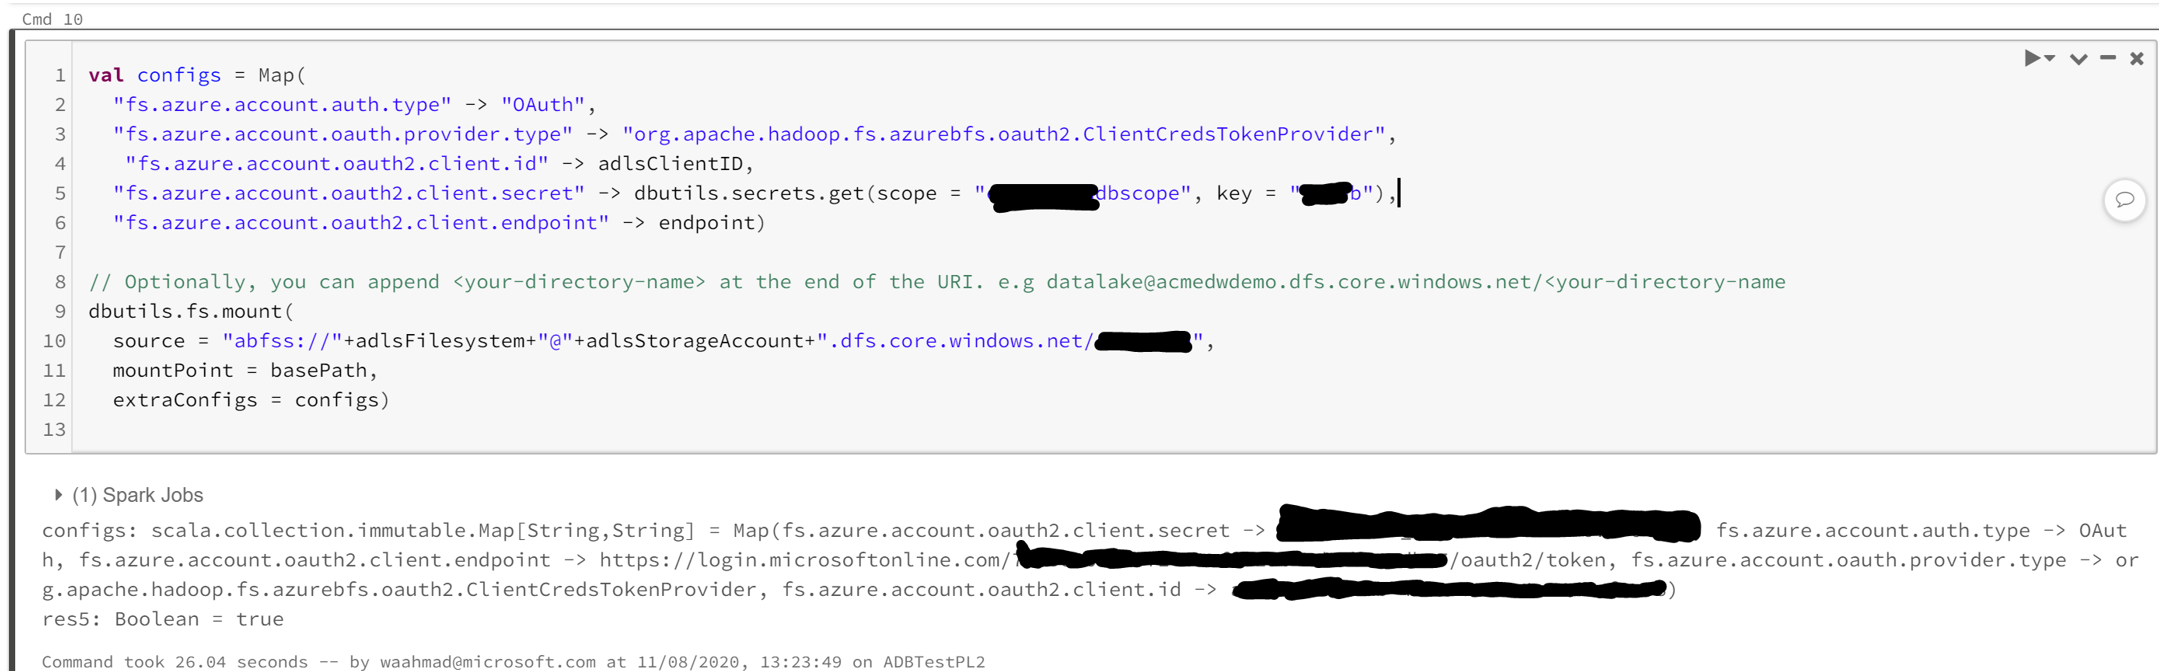 Cmd 10
1 val configs = Map(
2 "fs.azure.account.auth.type" -> "OAuth",
3 "fs.azure.account.oauth.provider.type" -> "org.apache.hadoop.fs.azurebfs.oauth2.ClientCredsTokenProvider",
4 "fs.azure.account.oauth2.client.id" -> adlsClientID,
5 "fs.azure.account.oauth2.client.secret" -> dbutils.secrets.get(scope = "dbscope", key = "b"),
6 "fs.azure.account.oauth2.client.endpoint" -> endpoint)
7
8 // Optionally, you can append <your-directory-name> at the end of the URI. e.g datalake@acmedwdemo.dfs.core.windows.net/<your-directory-name
9 dbutils.fs.mount(
10 source = "abfss://"+adlsFilesystem+"@"+adlsStorageAccount+".dfs.core.windows.net/",
11 mountPoint = basePath,
12 extraConfigs = configs)
13
(1) Spark Jobs
configs: scala.collection.immutable.Map[String,String] = Map(fs.azure.account.oauth2.client.secret -> fs.azure.account.auth.type -> OAut
h, fs.azure.account.oauth2.client.endpoint -> https://login.microsoftonline.com//oauth2/token, fs.azure.account.oauth.provider.type -> or
g.apache.hadoop.fs.azurebfs.oauth2.ClientCredsTokenProvider, fs.azure.account.oauth2.client.id -> )
res5: Boolean = true
Command took 26.04 seconds -- by waahmad@microsoft.com at 11/08/2020, 13:23:49 on ADBTestPL2